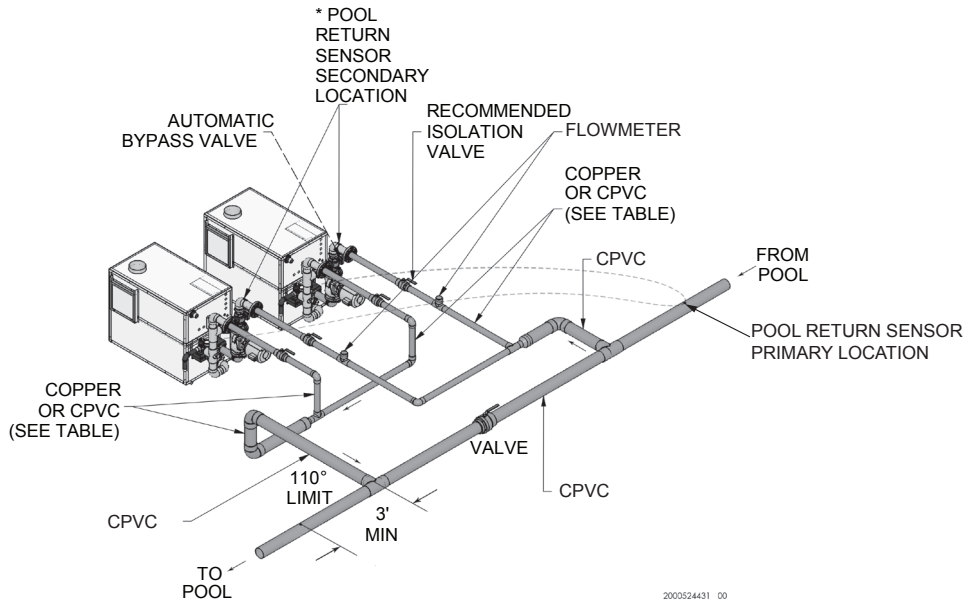 * POOL
RETURN
SENSOR
SECONDARY
LOCATION
AUTOMATIC
BYPASS VALVE
RECOMMENDED
ISOLATION
VALVE
FLOWMETER
COPPER
OR CPVC
(SEE TABLE)
CPVC
FROM
POOL
POOL RETURN SENSOR
PRIMARY LOCATION
COPPER
OR CPVC
(SEE TABLE)
VALVE
CPVC
110°
LIMIT
CPVC
3'
MIN
TO
POOL
2000524431 00